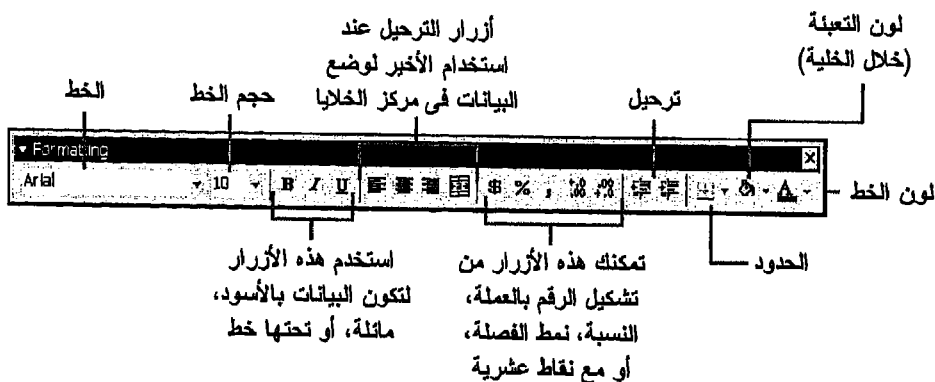 لون التعبئة
(خلال الخلية)
أزرار الترحيل عند
استخدام الأخبر لوضع
البيانات فى مركز الخلايا
ترحيل
حجم الخط
الخط
Formatting
Arial 10 B I U $ % , A
لون الخط
الحدود
تمكنك هذه الأزرار من
تشكيل الرقم بالعملة،
النسبة، نمط الفصلة،
أو مع نقاط عشرية
استخدم هذه الأزرار
لتكون البيانات بالأسود،
مائلة، أو تحتها خط